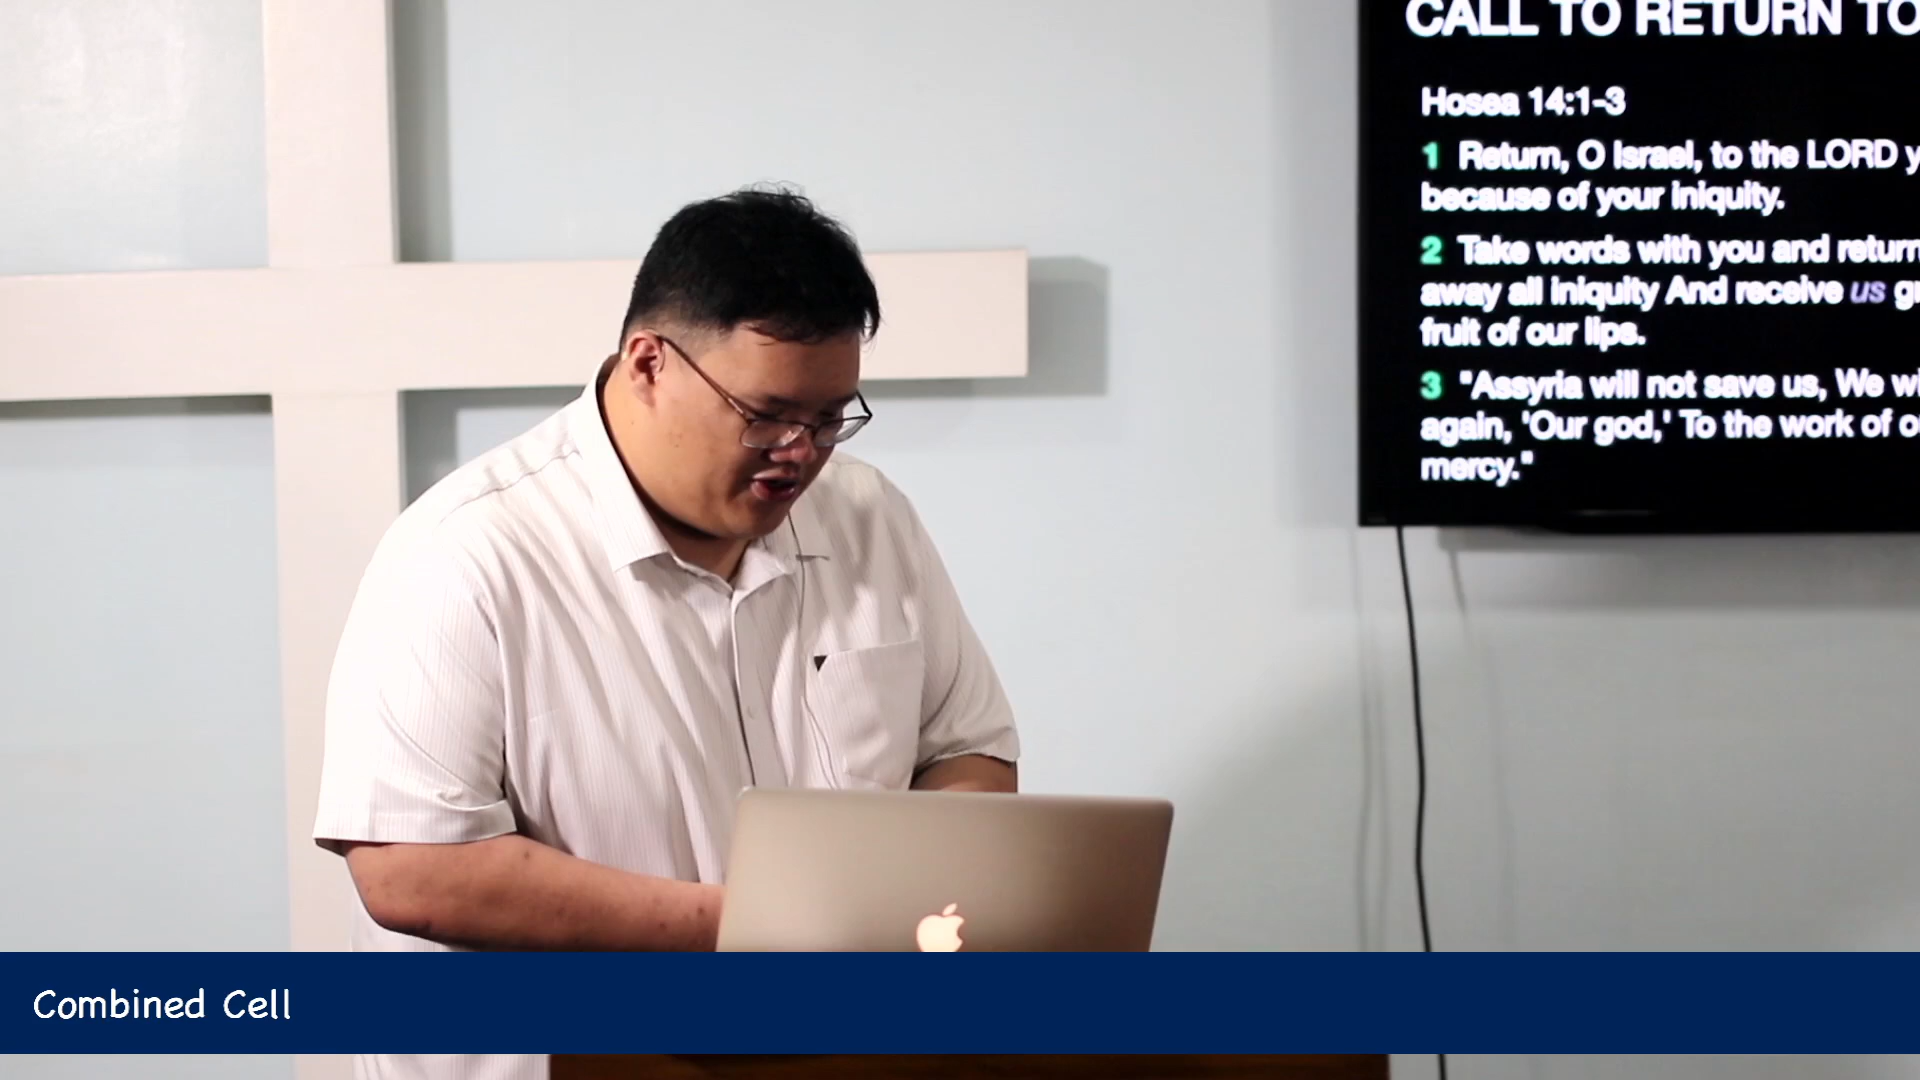 CALL TO RETURN TO
Hosea 14:1-3
1 Return, O Israel, to the LORD
because of your iniquity.
2 Take words with you and return
away all iniquity And receive us
fruit of our lips.
3 "Assyria will not save us, We
again, 'Our god,' To the work of
mercy."
Combined Cell